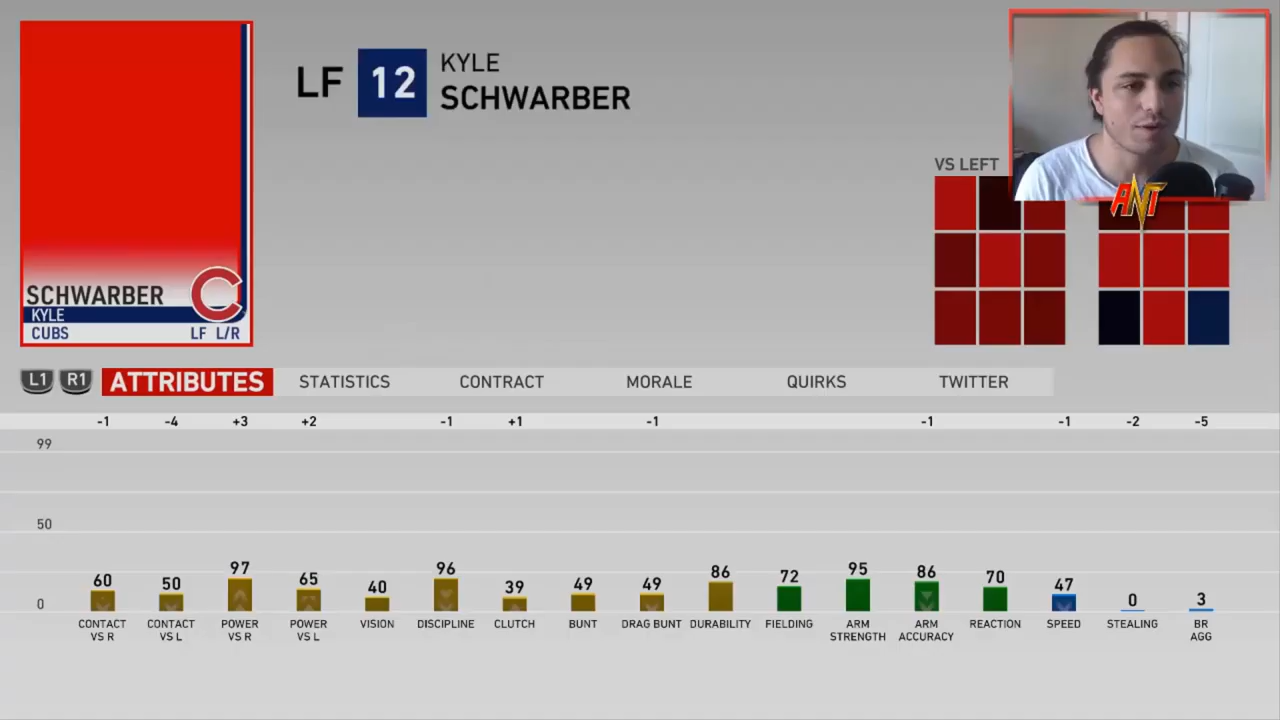 LF 12 KYLE
SCHWARBER
VS LEFT
ANT
SCHWARBER
KYLE
CUBS LF L/R
C
L1 R1 ATTRIBUTES STATISTICS CONTRACT MORALE QUIRKS TWITTER
-1 -4 +3 +2 -1 +1 -1 -1 -1 -2 -5
99
50
0
60 50 97 65 40 96 39 49 49 86 72 95 86 70 47 0 3
CONTACT CONTACT POWER POWER VISION DISCIPLINE CLUTCH BUNT DRAG BUNT DURABILITY FIELDING ARM ARM REACTION SPEED STEALING BR
VS R VS L VS R VS L STRENGTH ACCURACY AGG